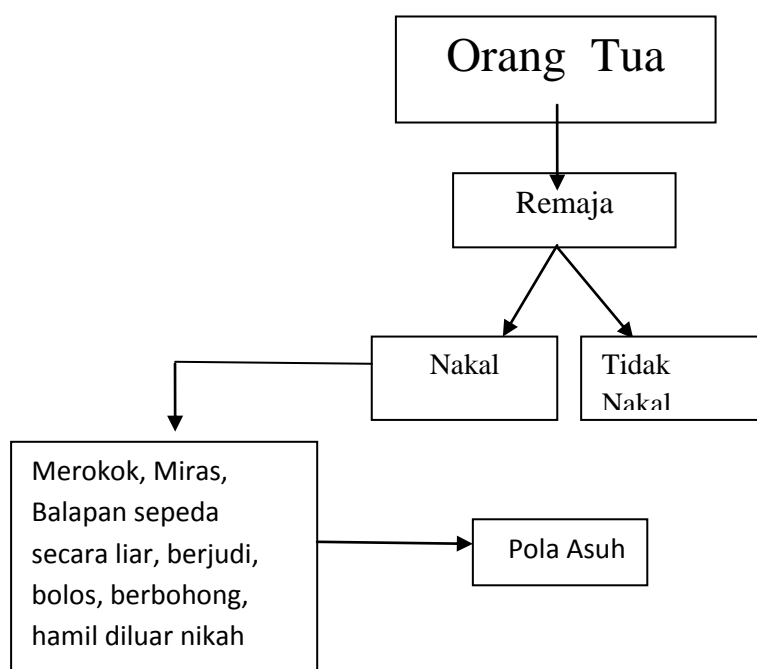 Orang Tua
Remaja
Nakal
Tidak
Nakal
Merokok, Miras,
Balapan sepeda
secara liar, berjudi,
bolos, berbohong,
hamil diluar nikah
Pola Asuh